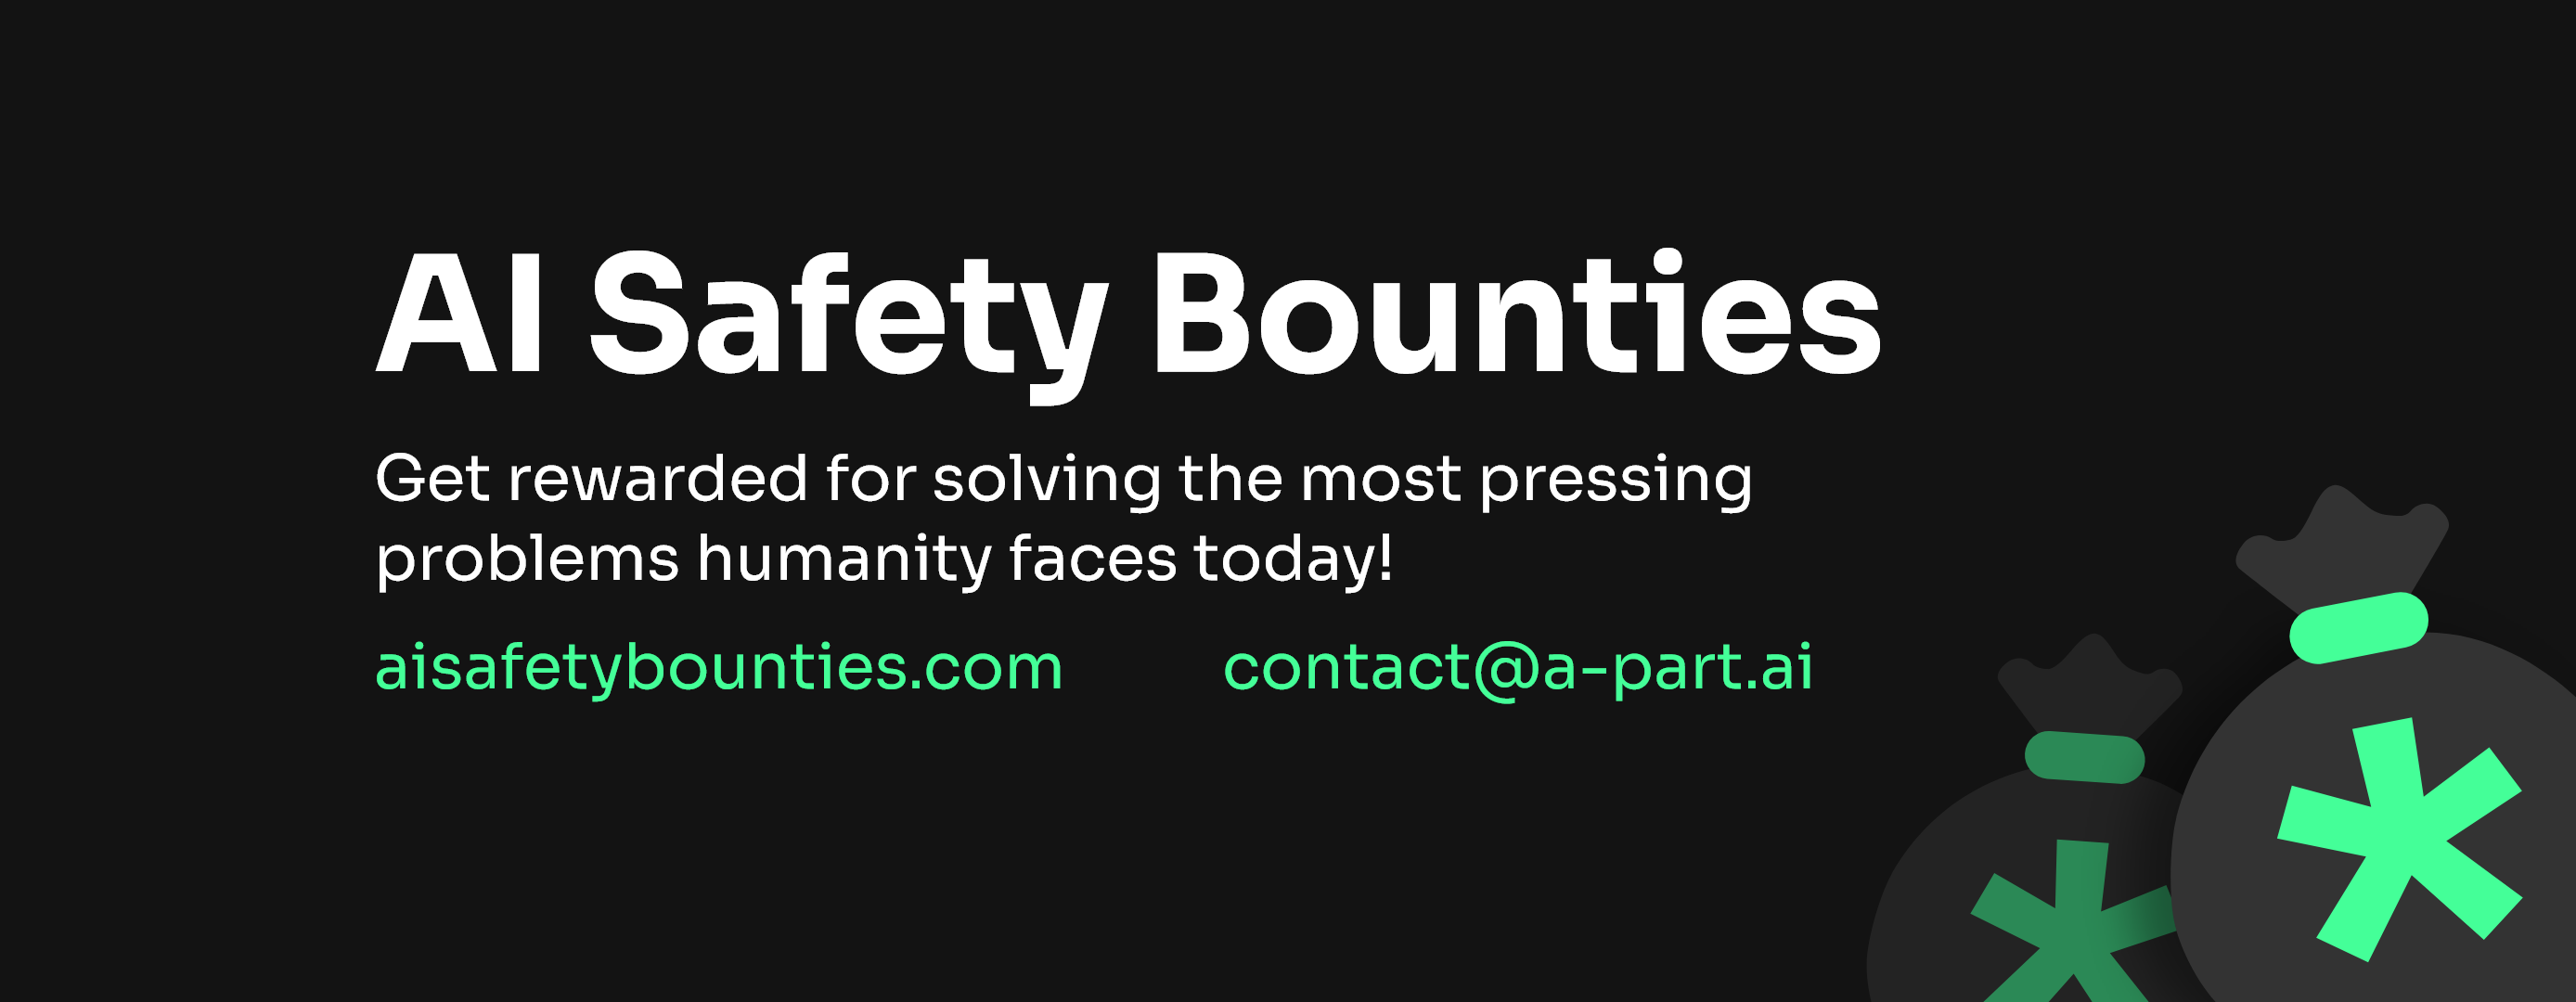 AI Safety Bounties
Get rewarded for solving the most pressing
problems humanity faces today!
aisafetybounties.com contact@a-part.ai